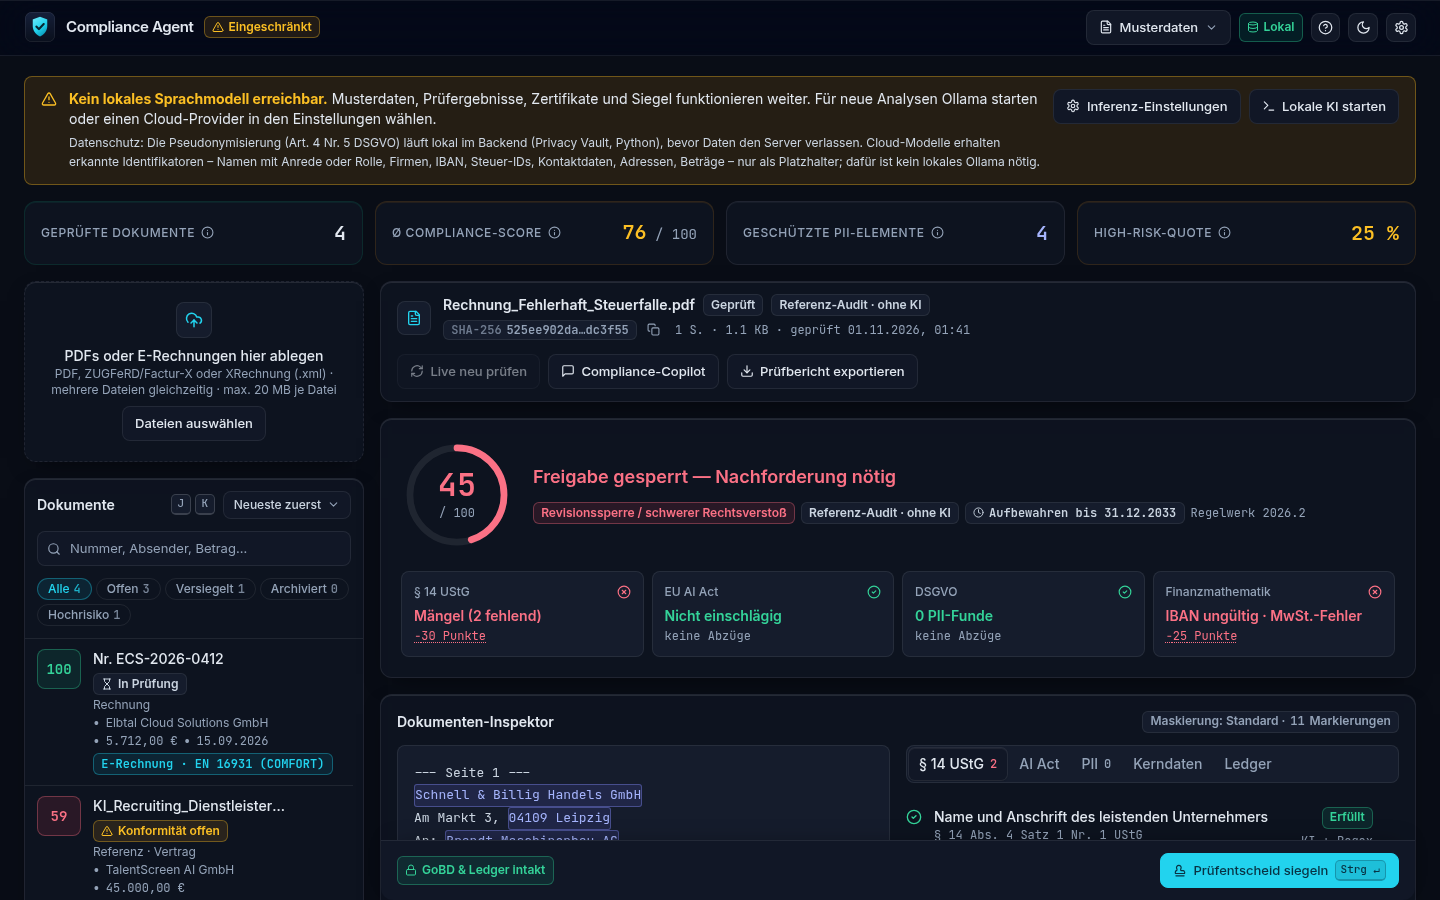 Compliance Agent
Eingeschränkt
Musterdaten
Lokal
Kein lokales Sprachmodell erreichbar. Musterdaten, Prüfergebnisse, Zertifikate und Siegel funktionieren weiter. Für neue Analysen Ollama starten
oder einen Cloud-Provider in den Einstellungen wählen.
Datenschutz: Die Pseudonymisierung (Art. 4 Nr. 5 DSGVO) läuft lokal im Backend (Privacy Vault, Python), bevor Daten den Server verlassen. Cloud-Modelle erhalten
erkannte Identifikatoren – Namen mit Anrede oder Rolle, Firmen, IBAN, Steuer-IDs, Kontaktdaten, Adressen, Beträge – nur als Platzhalter; dafür ist kein lokales Ollama nötig.
Inferenz-Einstellungen
Lokale KI starten
GEPRÜFTE DOKUMENTE 4
Ø COMPLIANCE-SCORE 76 / 100
GESCHÜTZTE PII-ELEMENTE 4
HIGH-RISK-QUOTE 25 %
PDFs oder E-Rechnungen hier ablegen
PDF, ZUGFeRD/Factur-X oder XRechnung (.xml) ·
mehrere Dateien gleichzeitig · max. 20 MB je Datei
Dateien auswählen
Dokumente
J K
Neueste zuerst
Nummer, Absender, Betrag...
Alle 4
Offen 3
Versiegelt 1
Archiviert 0
Hochrisiko 1
100
Nr. ECS-2026-0412
In Prüfung
Rechnung
• Elbtal Cloud Solutions GmbH
• 5.712,00 € • 15.09.2026
E-Rechnung · EN 16931 (COMFORT)
59
KI_Recruiting_Dienstleister...
Konformität offen
Referenz · Vertrag
• TalentScreen AI GmbH
• 45.000,00 €
Rechnung_Fehlerhaft_Steuerfalle.pdf
Geprüft
Referenz-Audit · ohne KI
SHA-256 525ee902da…dc3f55
1 S. · 1.1 KB · geprüft 01.11.2026, 01:41
Live neu prüfen
Compliance-Copilot
Prüfbericht exportieren
45
/ 100
Freigabe gesperrt — Nachforderung nötig
Revisionssperre / schwerer Rechtsverstoß
Referenz-Audit · ohne KI
Aufbewahren bis 31.12.2033
Regelwerk 2026.2
§ 14 UStG
Mängel (2 fehlend)
-30 Punkte
EU AI Act
Nicht einschlägig
keine Abzüge
DSGVO
0 PII-Funde
keine Abzüge
Finanzmathematik
IBAN ungültig · MwSt.-Fehler
-25 Punkte
Dokumenten-Inspektor
Maskierung: Standard · 11 Markierungen
--- Seite 1 ---
Schnell & Billig Handels GmbH
Am Markt 3, 04109 Leipzig
An: Brandt Maschinenbau AG
§ 14 UStG 2
AI Act
PII 0
Kerndaten
Ledger
Name und Anschrift des leistenden Unternehmers
§ 14 Abs. 4 Satz 1 Nr. 1 UStG
Erfüllt
KI + Regex
GoBD & Ledger intakt
Prüfentscheid siegeln Strg ↵